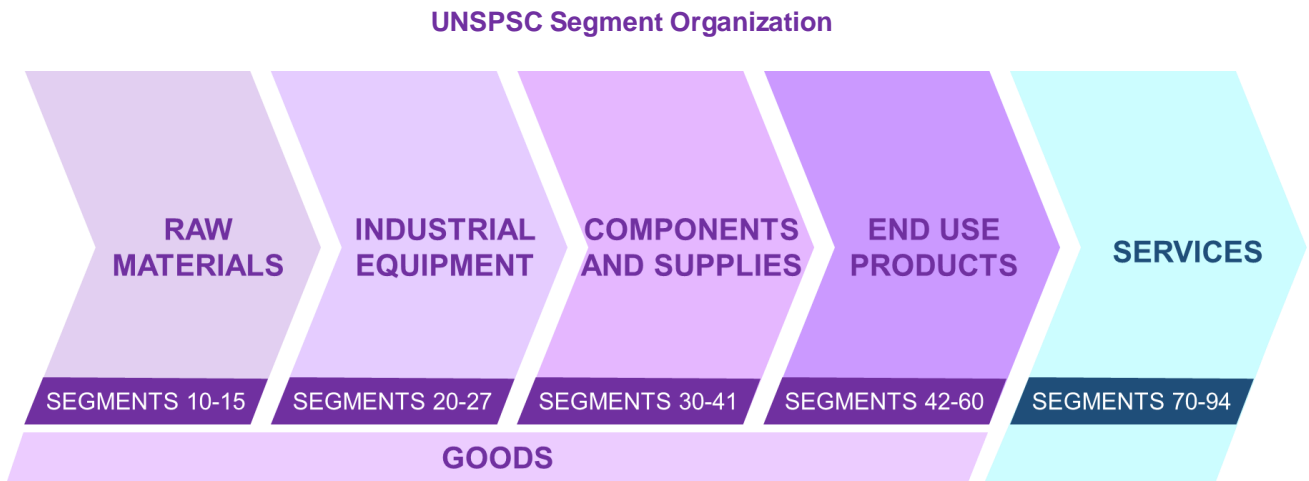 UNSPSC Segment Organization
RAW
MATERIALS
INDUSTRIAL
EQUIPMENT
COMPONENTS
AND SUPPLIES
END USE
PRODUCTS
SERVICES
SEGMENTS 10-15
SEGMENTS 20-27
SEGMENTS 30-41
SEGMENTS 42-60
SEGMENTS 70-94
GOODS